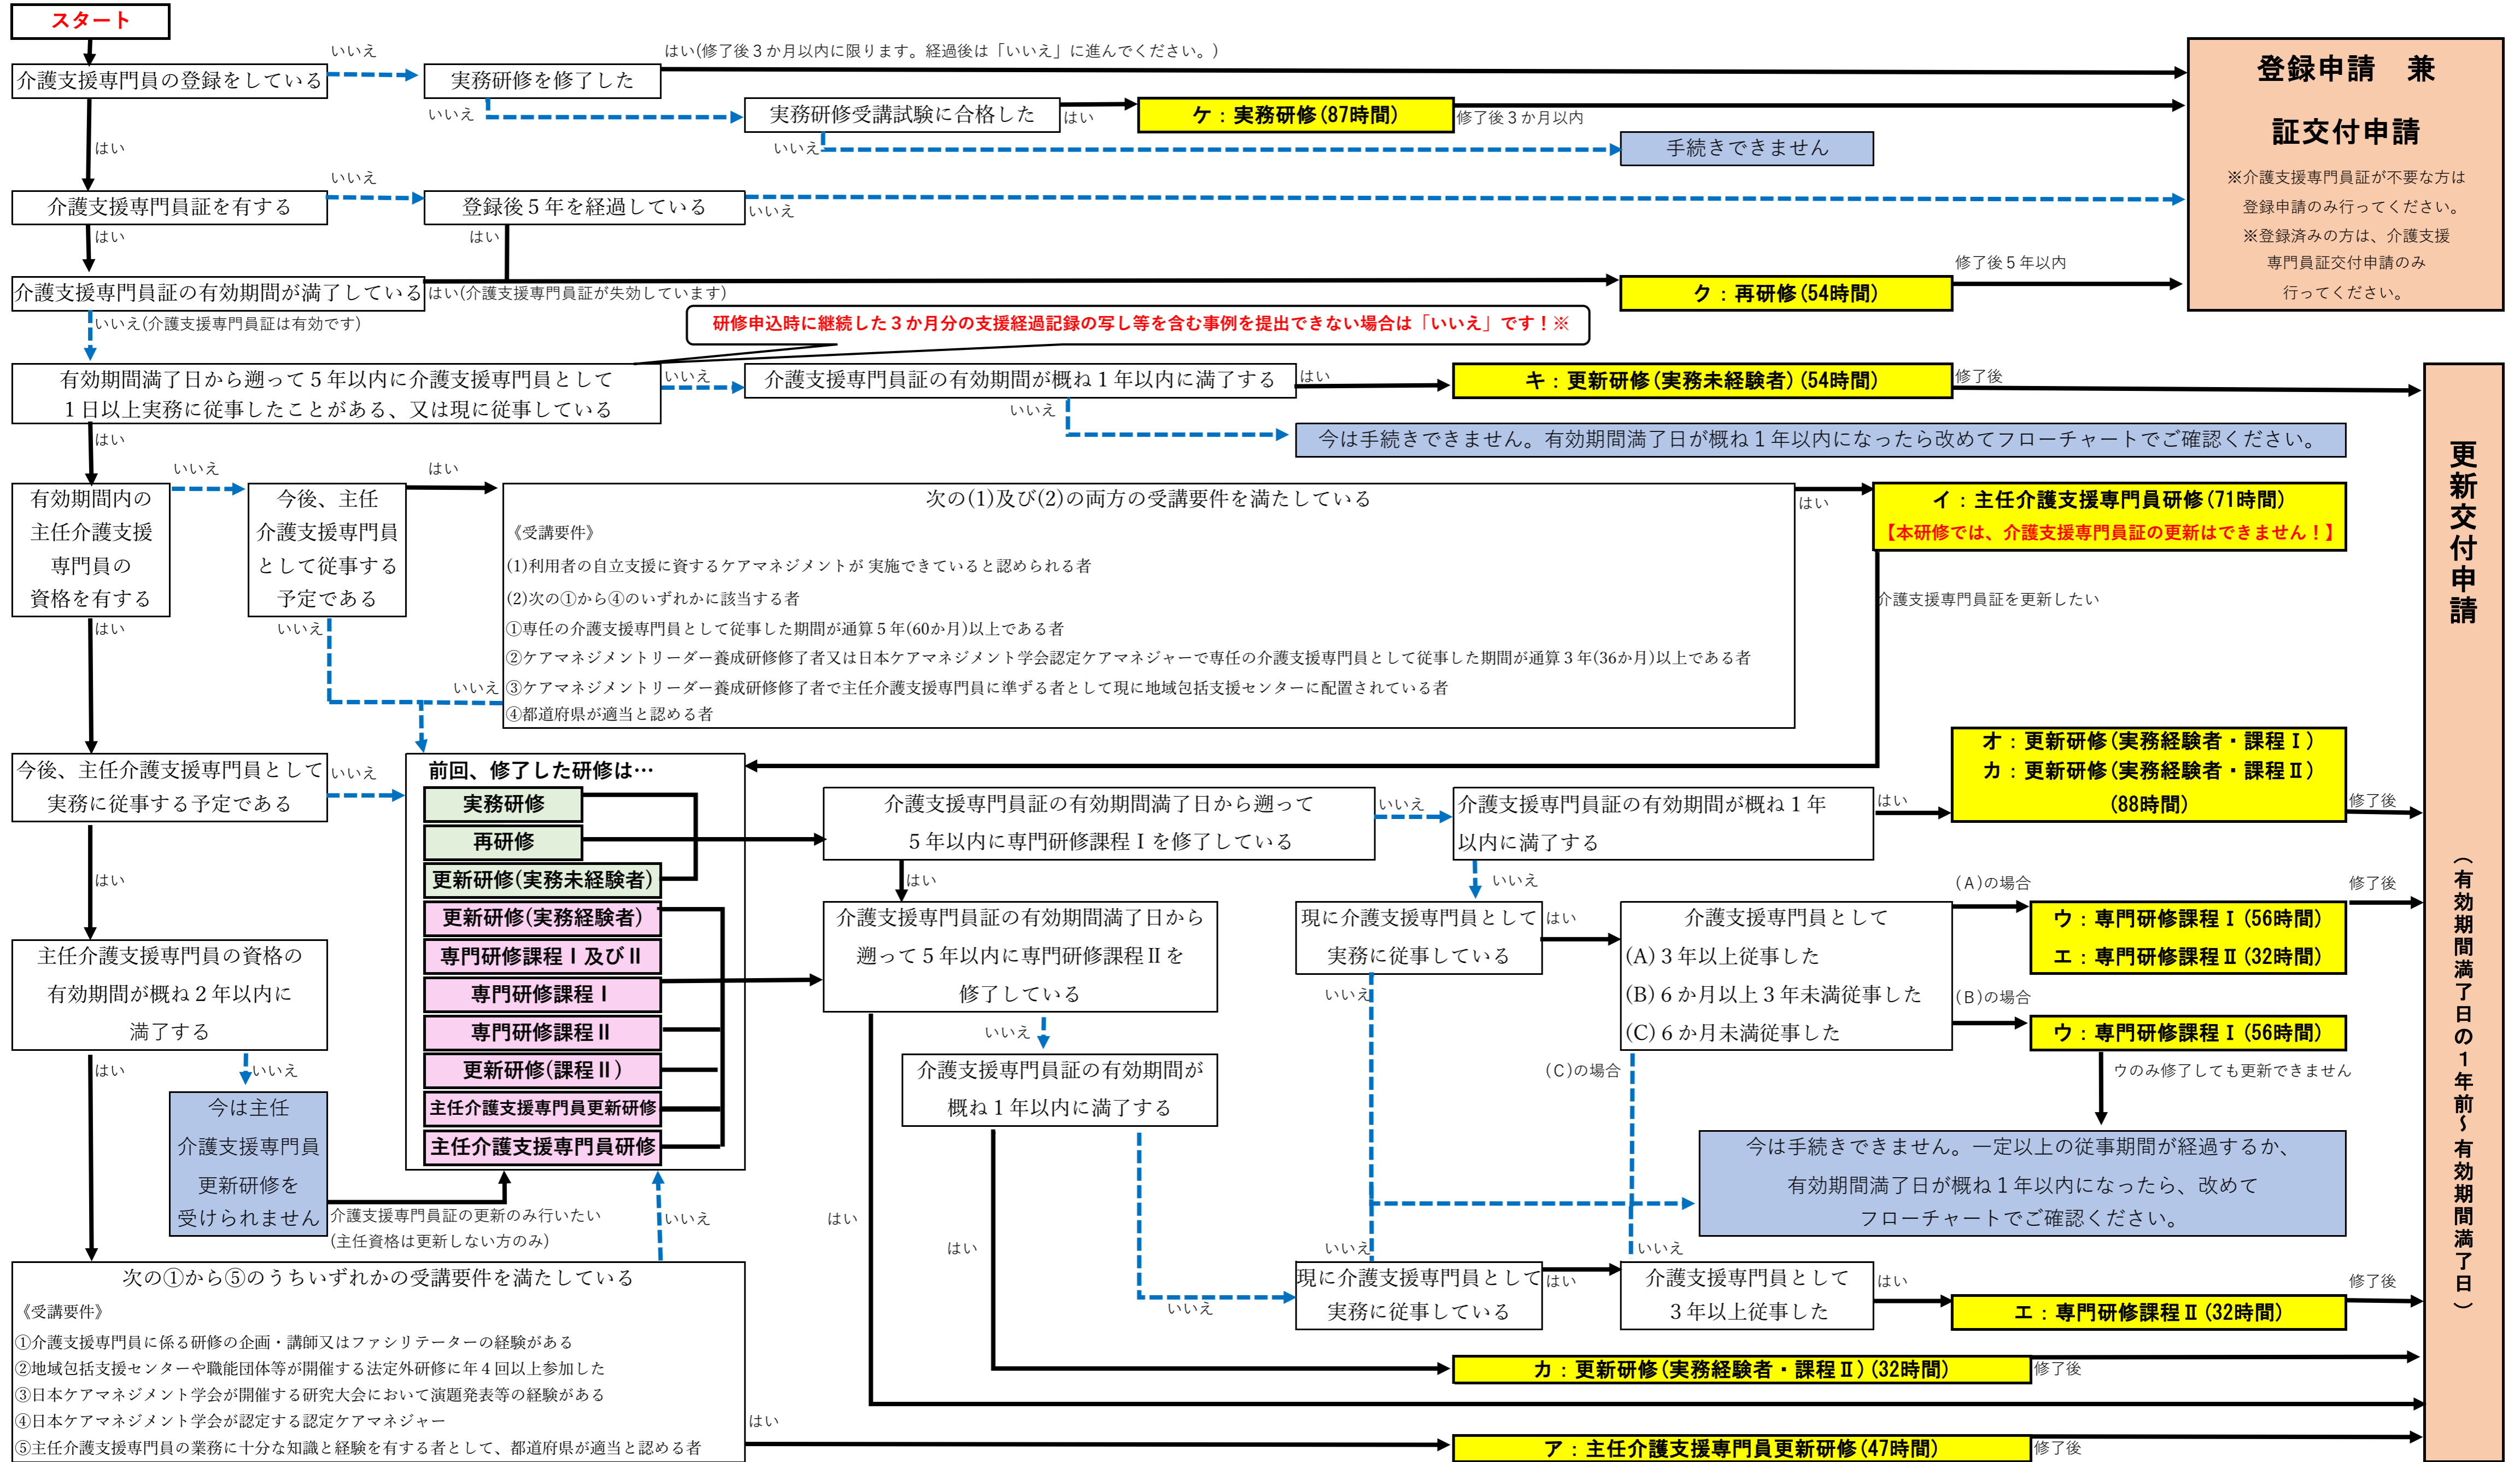 スタート
いいえ
はい(修了後３か月以内に限ります。経過後は「いいえ」に進んでください。)
介護支援専門員の登録をしている
実務研修を修了した
登録申請　兼
証交付申請
※介護支援専門員証が不要な方は
登録申請のみ行ってください。
※登録済みの方は、介護支援
専門員証交付申請のみ
行ってください。
いいえ
実務研修受講試験に合格した
はい
ケ：実務研修(87時間)
修了後３か月以内
はい
いいえ
手続きできません
いいえ
介護支援専門員証を有する
登録後５年を経過している
いいえ
はい
はい
介護支援専門員証の有効期間が満了している
はい(介護支援専門員証が失効しています)
ク：再研修(54時間)
修了後５年以内
いいえ(介護支援専門員証は有効です)
研修申込時に継続した３か月分の支援経過記録の写し等を含む事例を提出できない場合は「いいえ」です！※
有効期間満了日から遡って５年以内に介護支援専門員として
１日以上実務に従事したことがある、又は現に従事している
いいえ
介護支援専門員証の有効期間が概ね１年以内に満了する
はい
キ：更新研修(実務未経験者)(54時間)
修了後
いいえ
今は手続きできません。有効期間満了日が概ね１年以内になったら改めてフローチャートでご確認ください。
はい
いいえ
はい
有効期間内の
主任介護支援
専門員の
資格を有する
今後、主任
介護支援専門員
として従事する
予定である
次の(1)及び(2)の両方の受講要件を満たしている
《受講要件》
(1)利用者の自立支援に資するケアマネジメントが 実施できていると認められる者
(2)次の①から④のいずれかに該当する者
①専任の介護支援専門員として従事した期間が通算５年(60か月)以上である者
②ケアマネジメントリーダー養成研修修了者又は日本ケアマネジメント学会認定ケアマネジャーで専任の介護支援専門員として従事した期間が通算３年(36か月)以上である者
③ケアマネジメントリーダー養成研修修了者で主任介護支援専門員に準ずる者として現に地域包括支援センターに配置されている者
④都道府県が適当と認める者
はい
イ：主任介護支援専門員研修(71時間)
【本研修では、介護支援専門員証の更新はできません！】
介護支援専門員証を更新したい
更新交付申請
（有効期間満了日の１年前～有効期間満了日）
はい
いいえ
いいえ
今後、主任介護支援専門員として
実務に従事する予定である
いいえ
前回、修了した研修は…
実務研修
再研修
更新研修(実務未経験者)
更新研修(実務経験者)
専門研修課程Ⅰ及びⅡ
専門研修課程Ⅰ
専門研修課程Ⅱ
更新研修(課程Ⅱ)
主任介護支援専門員更新研修
主任介護支援専門員研修
介護支援専門員証の有効期間満了日から遡って
５年以内に専門研修課程Ⅰを修了している
いいえ
介護支援専門員証の有効期間が概ね１年
以内に満了する
はい
オ：更新研修(実務経験者・課程Ⅰ)
カ：更新研修(実務経験者・課程Ⅱ)
(88時間)
修了後
はい
はい
いいえ
介護支援専門員証の有効期間満了日から
遡って５年以内に専門研修課程Ⅱを
修了している
現に介護支援専門員として
実務に従事している
はい
介護支援専門員として
(A)３年以上従事した
(B)６か月以上３年未満従事した
(C)６か月未満従事した
(A)の場合
ウ：専門研修課程Ⅰ(56時間)
エ：専門研修課程Ⅱ(32時間)
修了後
(B)の場合
ウ：専門研修課程Ⅰ(56時間)
ウのみ修了しても更新できません
(C)の場合
いいえ
主任介護支援専門員の資格の
有効期間が概ね２年以内に
満了する
いいえ
介護支援専門員証の有効期間が
概ね１年以内に満了する
はい
いいえ
今は主任
介護支援専門員
更新研修を
受けられません
介護支援専門員証の更新のみ行いたい
(主任資格は更新しない方のみ)
いいえ
はい
はい
今は手続きできません。一定以上の従事期間が経過するか、
有効期間満了日が概ね１年以内になったら、改めて
フローチャートでご確認ください。
いいえ
いいえ
いいえ
現に介護支援専門員として
実務に従事している
はい
介護支援専門員として
３年以上従事した
はい
エ：専門研修課程Ⅱ(32時間)
修了後
次の①から⑤のうちいずれかの受講要件を満たしている
《受講要件》
①介護支援専門員に係る研修の企画・講師又はファシリテーターの経験がある
②地域包括支援センターや職能団体等が開催する法定外研修に年４回以上参加した
③日本ケアマネジメント学会が開催する研究大会において演題発表等の経験がある
④日本ケアマネジメント学会が認定する認定ケアマネジャー
⑤主任介護支援専門員の業務に十分な知識と経験を有する者として、都道府県が適当と認める者
カ：更新研修(実務経験者・課程Ⅱ)(32時間)
修了後
はい
ア：主任介護支援専門員更新研修(47時間)
修了後